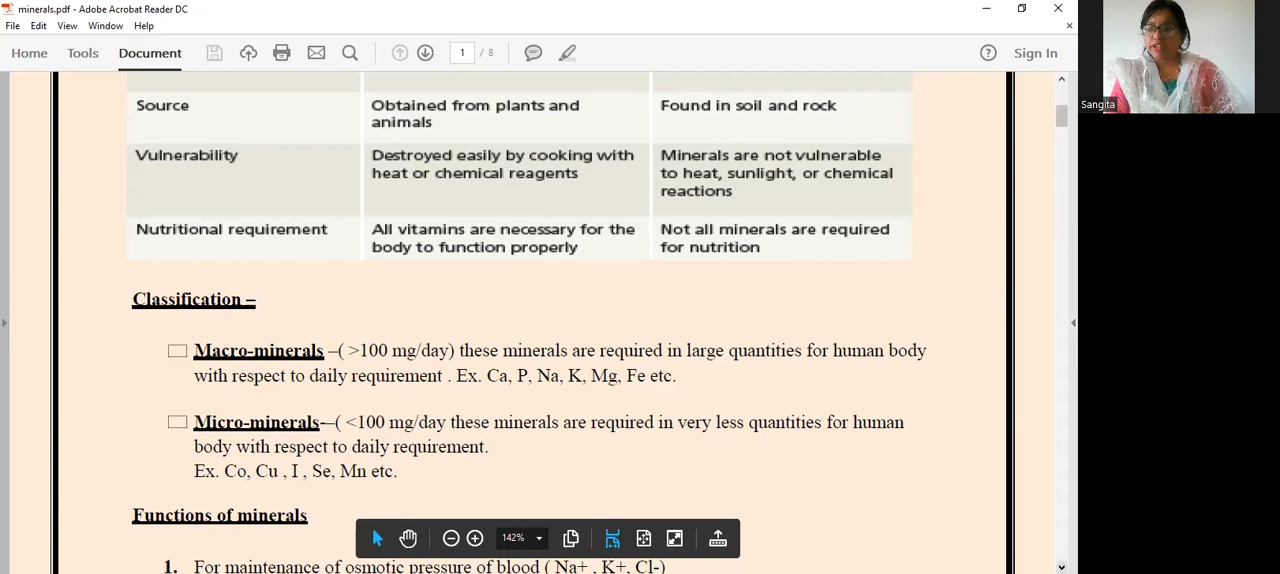 minerals.pdf - Adobe Acrobat Reader DC
File Edit View Window Help
Home Tools Document 1 / 8 Sign In
Sangita
Source Obtained from plants and animals Found in soil and rock
Vulnerability Destroyed easily by cooking with heat or chemical reagents Minerals are not vulnerable to heat, sunlight, or chemical reactions
Nutritional requirement All vitamins are necessary for the body to function properly Not all minerals are required for nutrition
Classification –
Macro-minerals –( >100 mg/day) these minerals are required in large quantities for human body
with respect to daily requirement . Ex. Ca, P, Na, K, Mg, Fe etc.
Micro-minerals-–( <100 mg/day these minerals are required in very less quantities for human
body with respect to daily requirement.
Ex. Co, Cu , I , Se, Mn etc.
Functions of minerals
142%
1. For maintenance of osmotic pressure of blood ( Na+ , K+, Cl-)